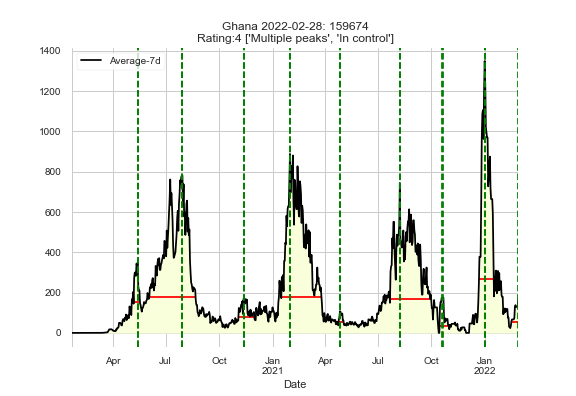 Ghana 2022-02-28: 159674
Rating:4 ['Multiple peaks', 'In control']
Average-7d
1400
1200
1000
800
600
400
200
0
Apr Jul Oct Jan Apr Jul Oct Jan
2021 2022
Date